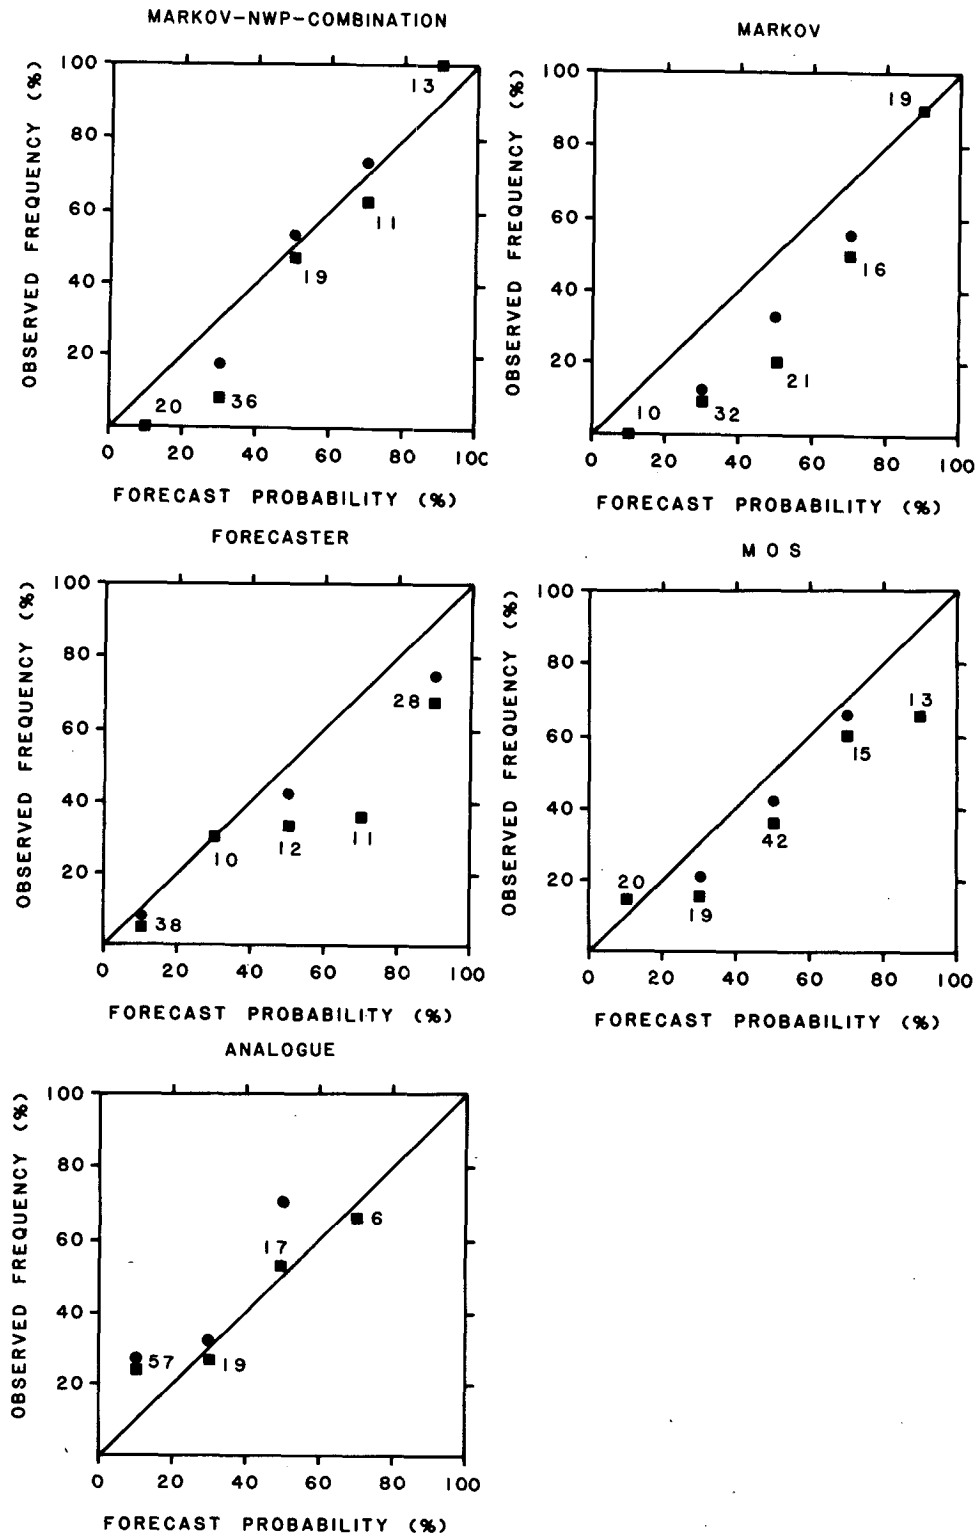 MARKOV-NWP-COMBINATION
OBSERVED FREQUENCY (%)
100
80
60
40
20
13
11
19
36
20
0 20 40 60 80 100
FORECAST PROBABILITY (%)
MARKOV
OBSERVED FREQUENCY (%)
100
80
60
40
20
19
16
21
32
10
0 20 40 60 80 100
FORECAST PROBABILITY (%)
FORECASTER
OBSERVED FREQUENCY (%)
100
80
60
40
20
28
10
12
11
38
0 20 40 60 80 100
FORECAST PROBABILITY (%)
MOS
OBSERVED FREQUENCY (%)
100
80
60
40
20
13
15
42
20
19
0 20 40 60 80 100
FORECAST PROBABILITY (%)
ANALOGUE
OBSERVED FREQUENCY (%)
100
80
60
40
20
17
6
57
19
0 20 40 60 80 100
FORECAST PROBABILITY (%)